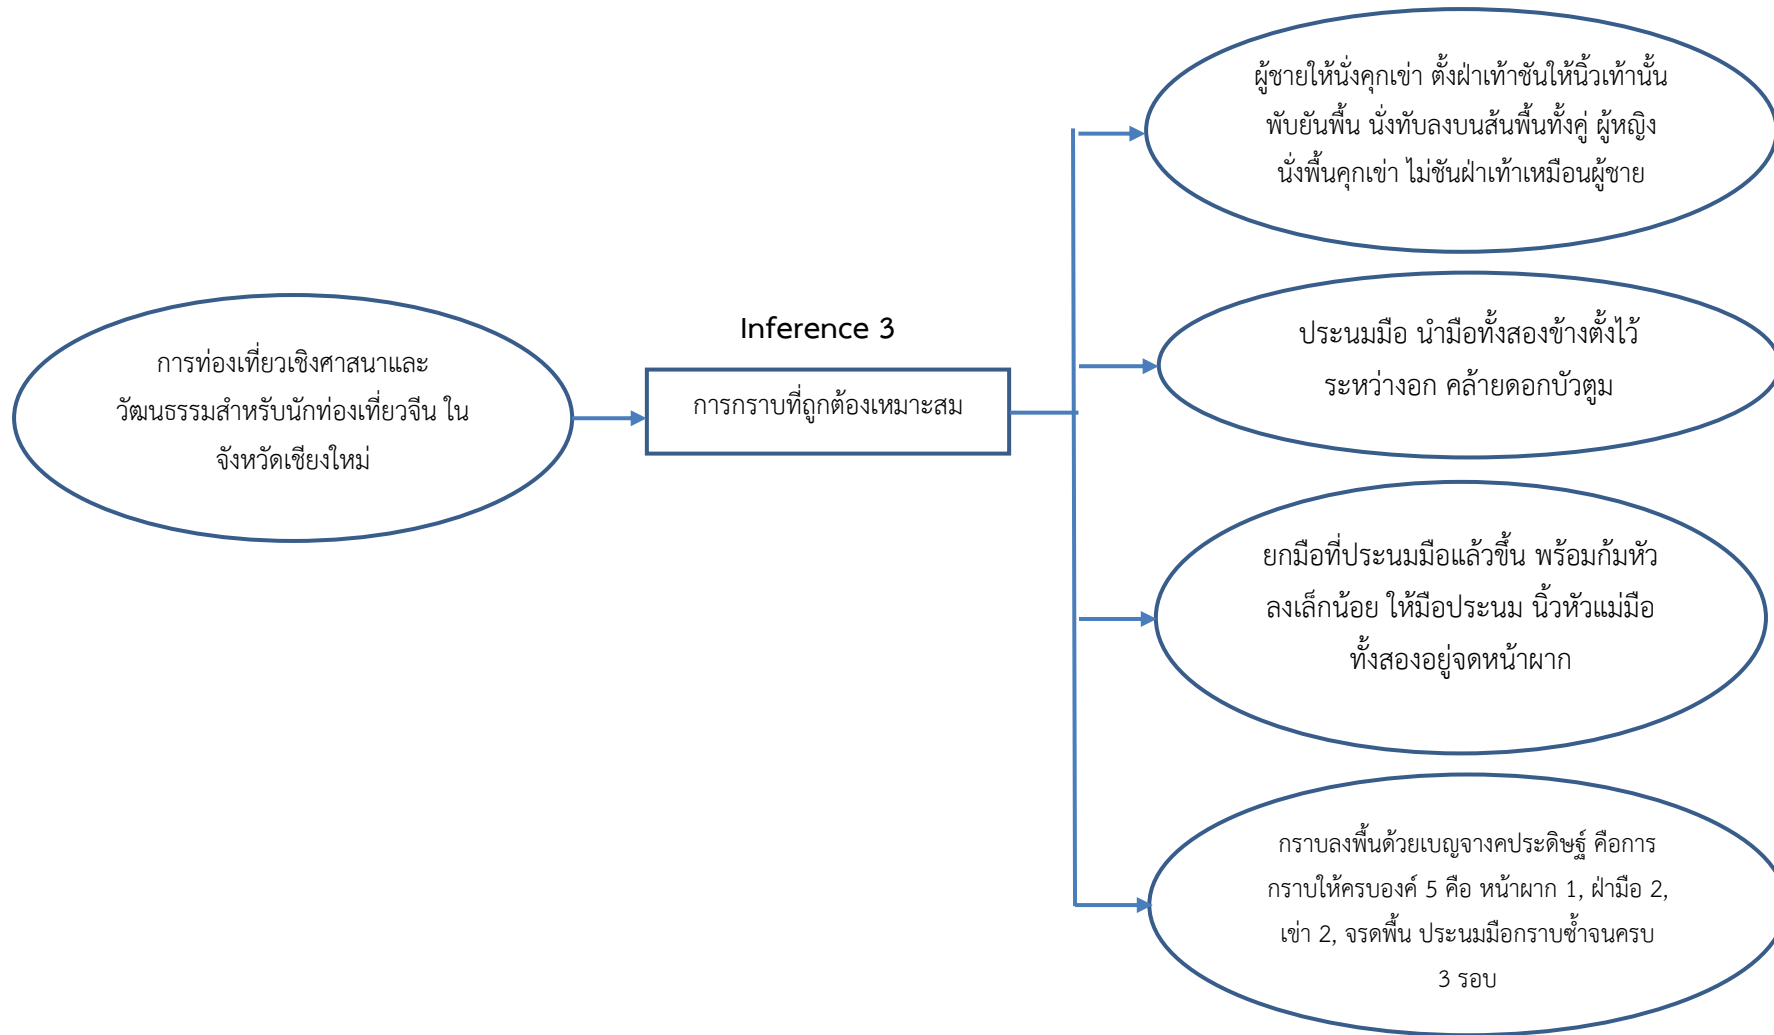 การท่องเที่ยวเชิงศาสนาและ
วัฒนธรรมสำหรับนักท่องเที่ยวจีน ใน
จังหวัดเชียงใหม่
Inference 3
การกราบที่ถูกต้องเหมาะสม
ผู้ชายให้นั่งคุกเข่า ตั้งฝ่าเท้าชันให้นิ้วเท้านั้น
พับยันพื้น นั่งทับลงบนส้นพื้นทั้งคู่ ผู้หญิง
นั่งพื้นคุกเข่า ไม่ชันฝ่าเท้าเหมือนผู้ชาย
ประนมมือ นำมือทั้งสองข้างตั้งไว้
ระหว่างอก คล้ายดอกบัวตูม
ยกมือที่ประนมมือแล้วขึ้น พร้อมก้มหัว
ลงเล็กน้อย ให้มือประนม นิ้วหัวแม่มือ
ทั้งสองอยู่จดหน้าผาก
กราบลงพื้นด้วยเบญจางคประดิษฐ์ คือการ
กราบให้ครบองค์ 5 คือ หน้าผาก 1, ฝ่ามือ 2,
เข่า 2, จรดพื้น ประนมมือกราบซ้ำจนครบ
3 รอบ